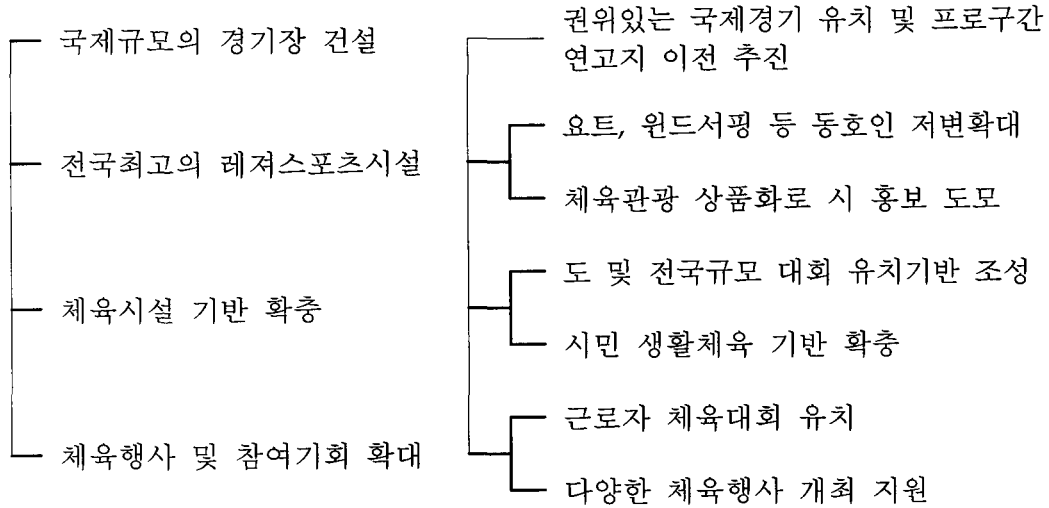 국제규모의 경기장 건설
권위있는 국제경기 유치 및 프로구간
연고지 이전 추진
전국최고의 레져스포츠시설
요트, 윈드서핑 등 동호인 저변확대
체육관광 상품화로 시 홍보 도모
체육시설 기반 확충
도 및 전국규모 대회 유치기반 조성
시민 생활체육 기반 확충
체육행사 및 참여기회 확대
근로자 체육대회 유치
다양한 체육행사 개최 지원